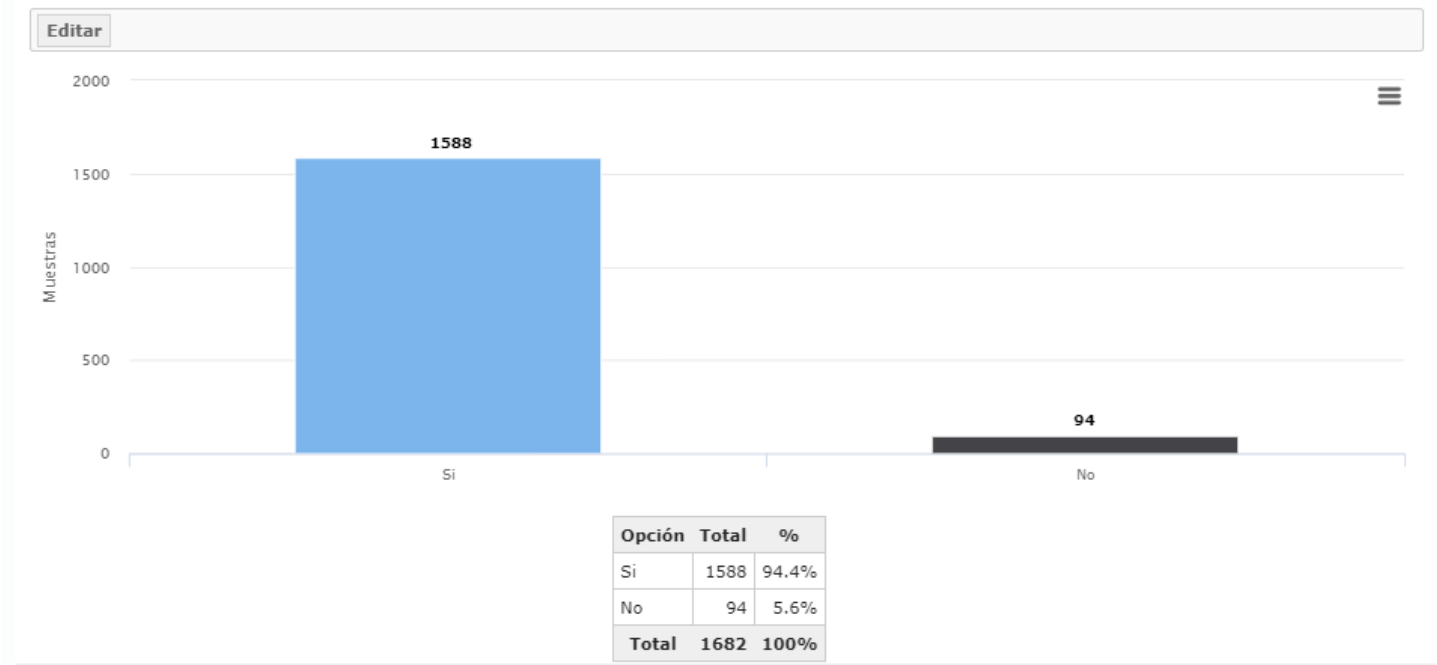 Editar
2000
1588
1500
Muestras
1000
500
94
0
Si No
Opción Total %
Si 1588 94.4%
No 94 5.6%
Total 1682 100%